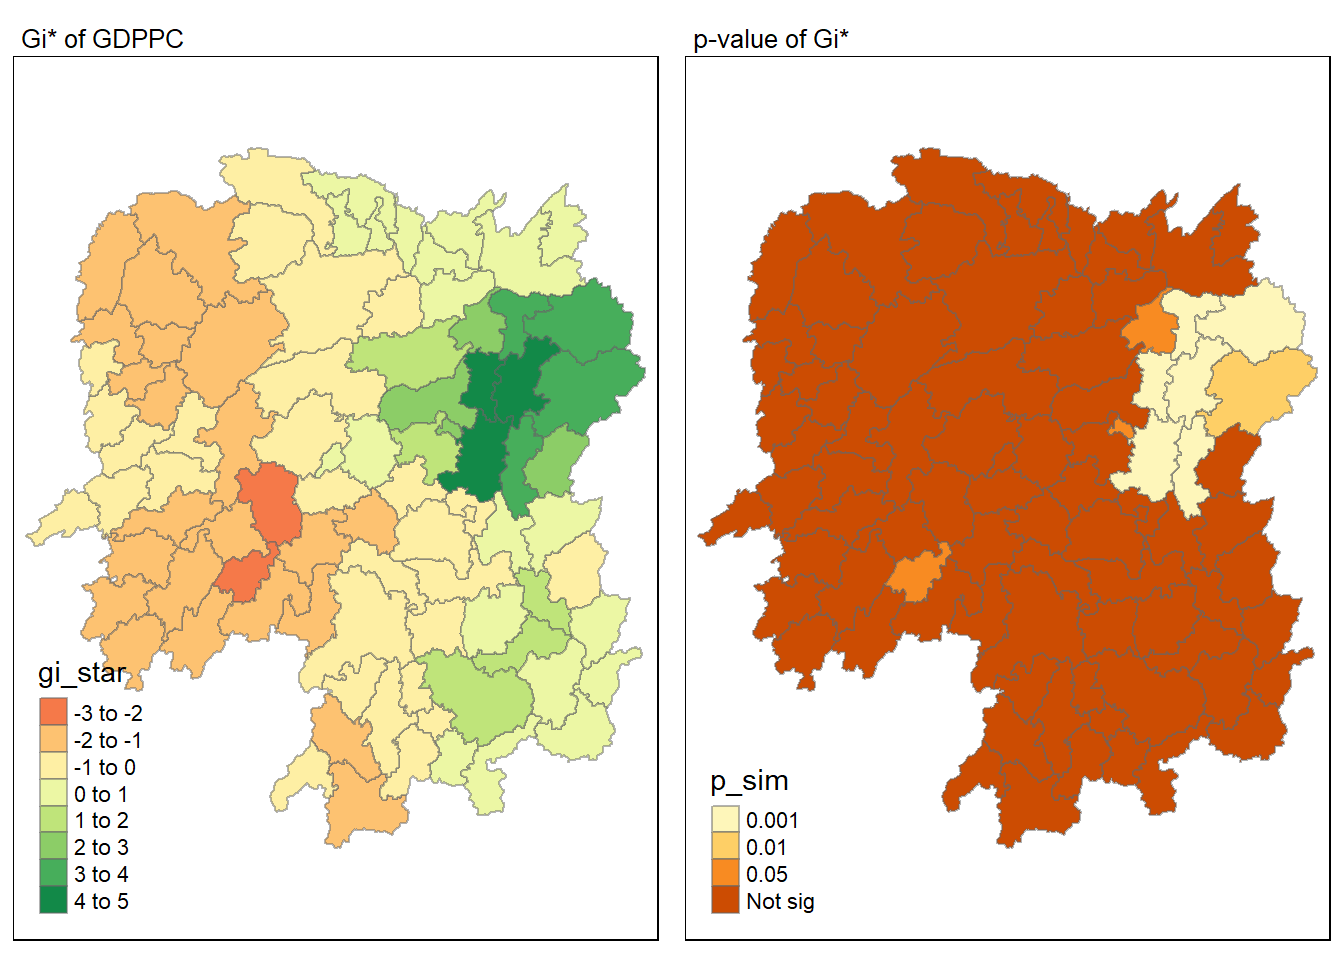 Gi* of GDPPC
gi_star
-3 to -2
-2 to -1
-1 to 0
0 to 1
1 to 2
2 to 3
3 to 4
4 to 5
p-value of Gi*
p_sim
0.001
0.01
0.05
Not sig